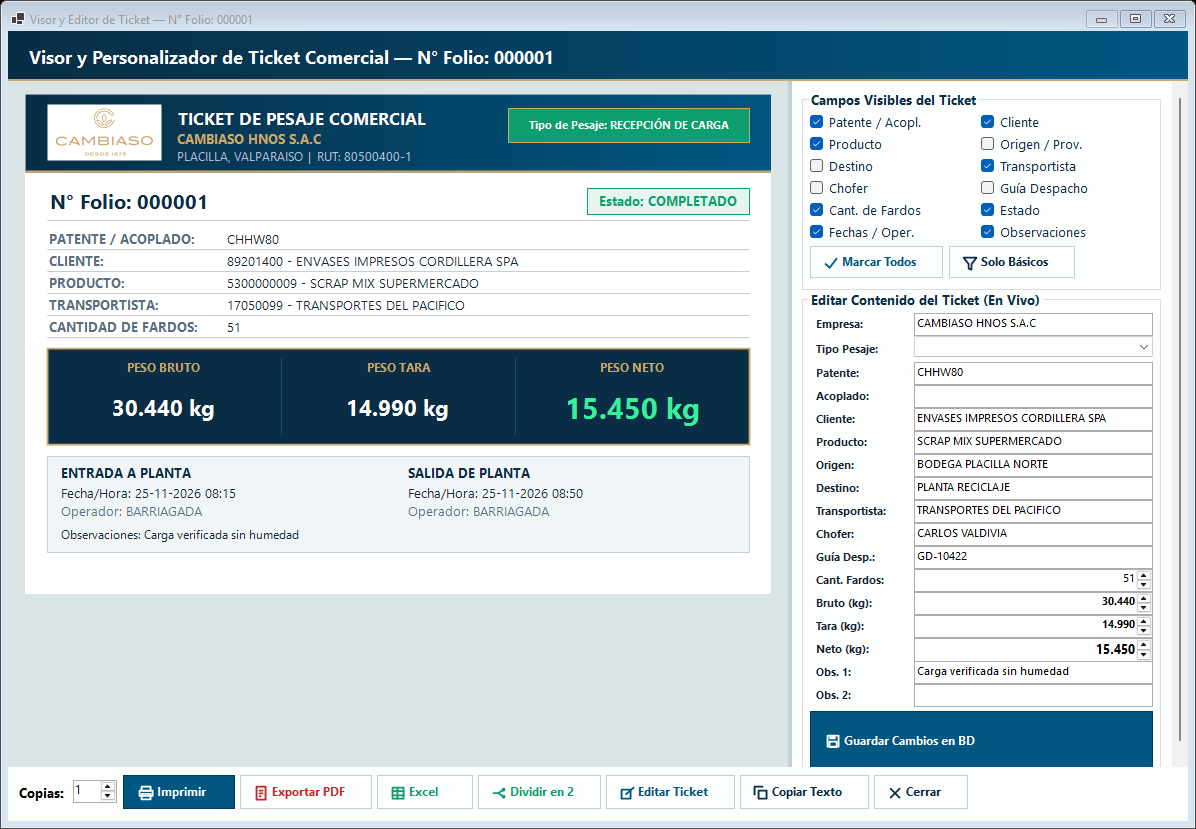 Visor y Editor de Ticket — N° Folio: 000001
Visor y Personalizador de Ticket Comercial — N° Folio: 000001
CAMBIASO
DESDE 1875
TICKET DE PESAJE COMERCIAL
CAMBIASO HNOS S.A.C
PLACILLA, VALPARAISO | RUT: 80500400-1
Tipo de Pesaje: RECEPCIÓN DE CARGA
N° Folio: 000001
Estado: COMPLETADO
PATENTE / ACOPLADO: CHHW80
CLIENTE: 89201400 - ENVASES IMPRESOS CORDILLERA SPA
PRODUCTO: 5300000009 - SCRAP MIX SUPERMERCADO
TRANSPORTISTA: 17050099 - TRANSPORTES DEL PACIFICO
CANTIDAD DE FARDOS: 51
PESO BRUTO PESO TARA PESO NETO
30.440 kg 14.990 kg 15.450 kg
ENTRADA A PLANTA SALIDA DE PLANTA
Fecha/Hora: 25-11-2026 08:15 Fecha/Hora: 25-11-2026 08:50
Operador: BARRIAGADA Operador: BARRIAGADA
Observaciones: Carga verificada sin humedad
Campos Visibles del Ticket
Patente / Acopl. Cliente
Producto Origen / Prov.
Destino Transportista
Chofer Guía Despacho
Cant. de Fardos Estado
Fechas / Oper. Observaciones
Marcar Todos Solo Básicos
Editar Contenido del Ticket (En Vivo)
Empresa: CAMBIASO HNOS S.A.C
Tipo Pesaje:
Patente: CHHW80
Acoplado:
Cliente: ENVASES IMPRESOS CORDILLERA SPA
Producto: SCRAP MIX SUPERMERCADO
Origen: BODEGA PLACILLA NORTE
Destino: PLANTA RECICLAJE
Transportista: TRANSPORTES DEL PACIFICO
Chofer: CARLOS VALDIVIA
Guía Desp.: GD-10422
Cant. Fardos: 51
Bruto (kg): 30.440
Tara (kg): 14.990
Neto (kg): 15.450
Obs. 1: Carga verificada sin humedad
Obs. 2:
Guardar Cambios en BD
Copias: 1 Imprimir Exportar PDF Excel Dividir en 2 Editar Ticket Copiar Texto Cerrar